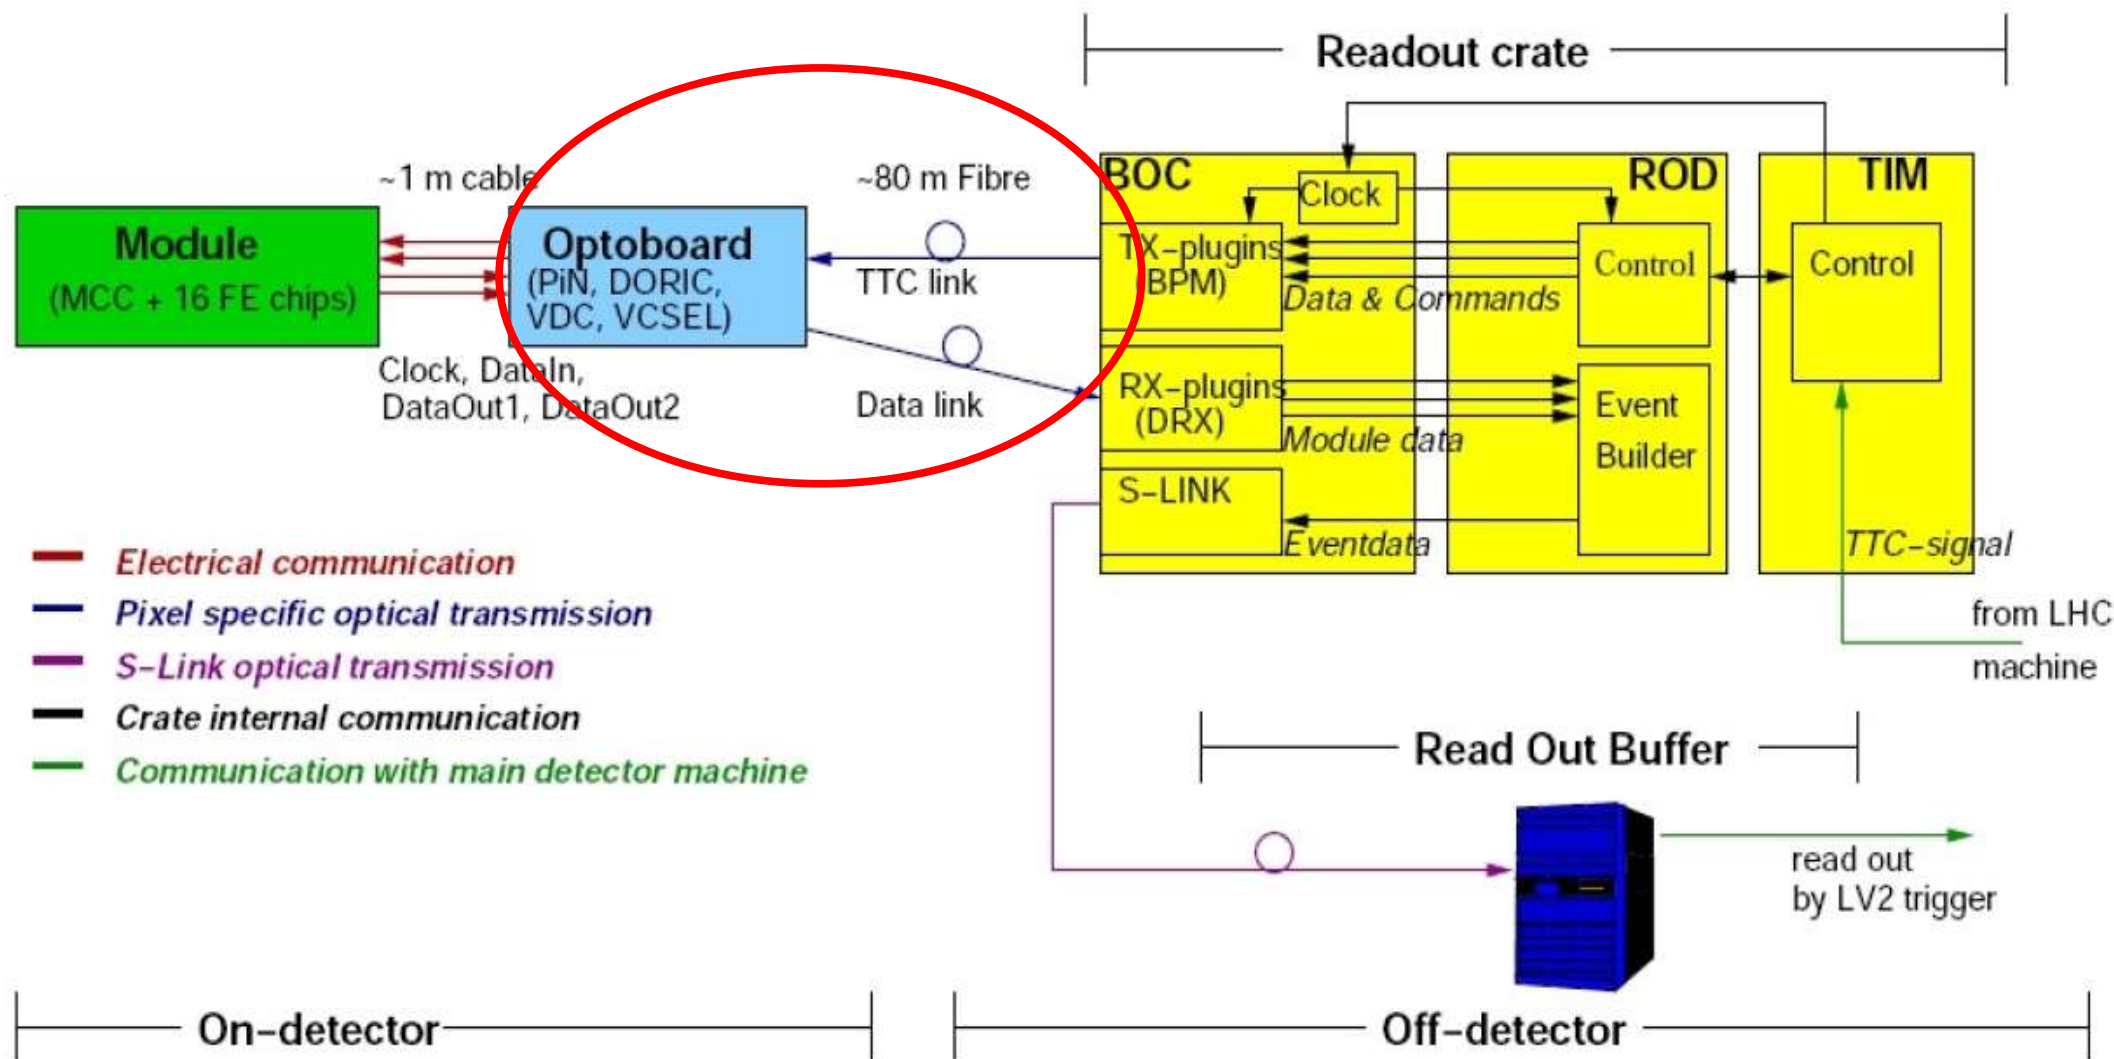 Readout crate
~1 m cable
~80 m Fibre
BOC
Clock
ROD
TIM
Module
(MCC + 16 FE chips)
Optoboard
(PiN, DORIC,
VDC, VCSEL)
TTC link
TX-plugins
(BPM)
Data & Commands
Control
Control
Clock, DataIn,
DataOut1, DataOut2
Data link
RX-plugins
(DRX)
Module data
Event
Builder
S-LINK
Eventdata
TTC-signal
from LHC
machine
Electrical communication
Pixel specific optical transmission
S-Link optical transmission
Crate internal communication
Communication with main detector machine
Read Out Buffer
read out
by LV2 trigger
On-detector
Off-detector